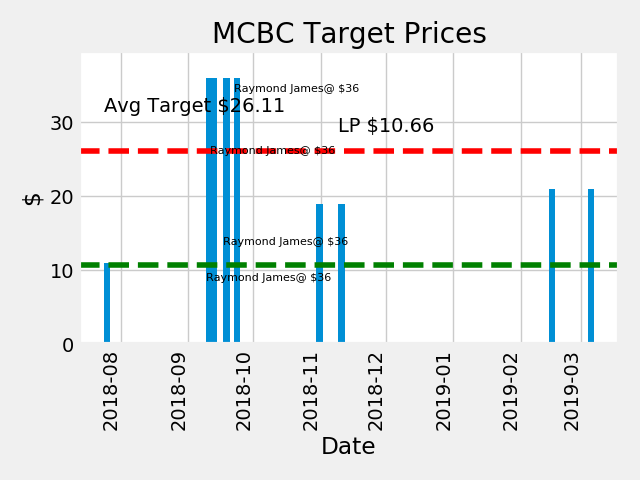 MCBC Target Prices
Raymond James@ $36
Avg Target $26.11
LP $10.66
Raymond James@ $36
Raymond James@ $36
Raymond James@ $36
$
30
20
10
0
2018-08
2018-09
2018-10
2018-11
2018-12
2019-01
2019-02
2019-03
Date